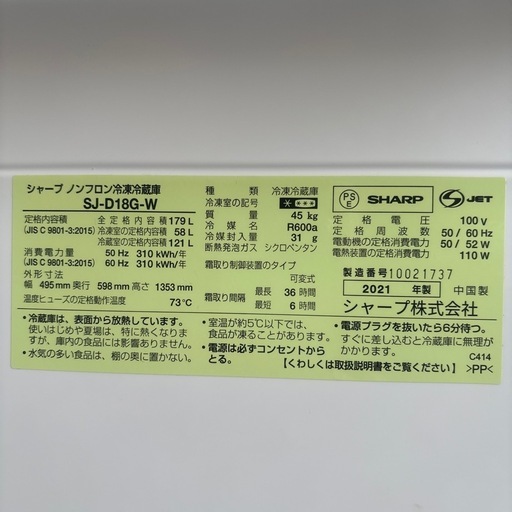 シャープ ノンフロン冷凍冷蔵庫
SJ-D18G-W
定格内容積 全定格内容積 179 L
(JIS C 9801-3:2015) 冷凍室の定格内容積 58 L
冷蔵室の定格内容積 121 L
消費電力量 50 Hz 310 kWh/年
(JIS C 9801-3:2015) 60 Hz 310 kWh/年
外形寸法
幅 495 mm 奥行 598 mm 高さ 1353 mm
温度ヒューズの定格動作温度 73℃
種類 冷凍冷蔵庫
冷凍室の記号
質量 45 kg
冷媒名 R600a
冷媒封入量 31 g
断熱発泡ガス シクロペンタン
霜取り制御装置のタイプ
可変式
霜取り間隔 最長 36 時間
最短 6 時間
PS
E
SHARP
S JET
定格電圧 100 V
定格周波数 50 / 60 Hz
電動機の定格消費電力 50 / 52 W
電熱装置の定格消費電力 110 W
製造番号 10021737
2021 年製 中国製
シャープ株式会社
・冷蔵庫は、表面から放熱しています。
使いはじめや夏場は、特に熱くなりま
すが、庫内の食品には影響ありません。
・水気の多い食品は、棚の奥に置かない。
・室温が約5℃以下では、
食品が凍ることがあります。
・電源は必ずコンセントから
とる。
・電源プラグを抜いたら6分待つ。
すぐに差し込むと冷蔵庫に無理が
かかります。
【くわしくは取扱説明書をご覧ください】
C414
>PP<